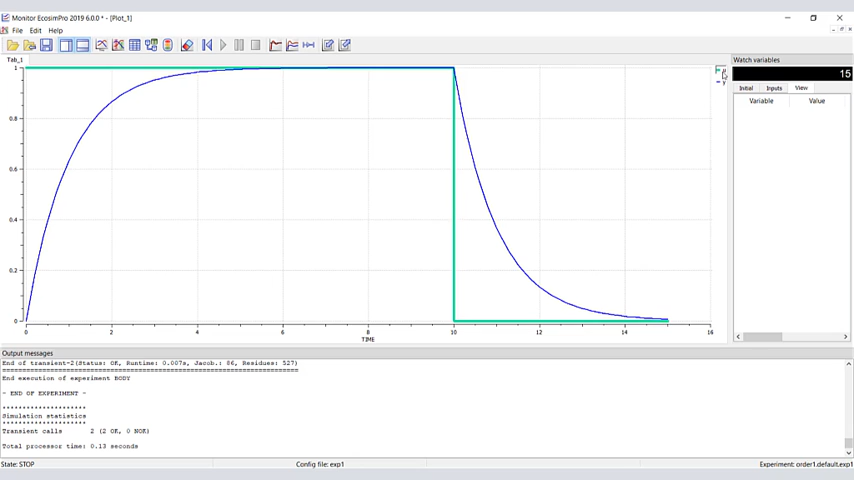 Monitor EcosimPro 2019 6.0.0 * - [Plot_1]
File Edit Help
Tab_1
Watch variables
15
Initial Inputs View
Variable Value
1
0.8
0.6
0.4
0.2
0
0 2 4 6 8 10 12 14 16
TIME
y
Output messages
End of transient-2(Status: OK, Runtime: 0.007s, Jacob.: 86, Residues: 527)
======================================================================
End execution of experiment BODY
- END OF EXPERIMENT -
********************
Simulation statistics
********************
Transient calls 2 (2 OK, 0 NOK)
Total processor time: 0.13 seconds
State: STOP Config file: exp1 Experiment: order1.default.exp1